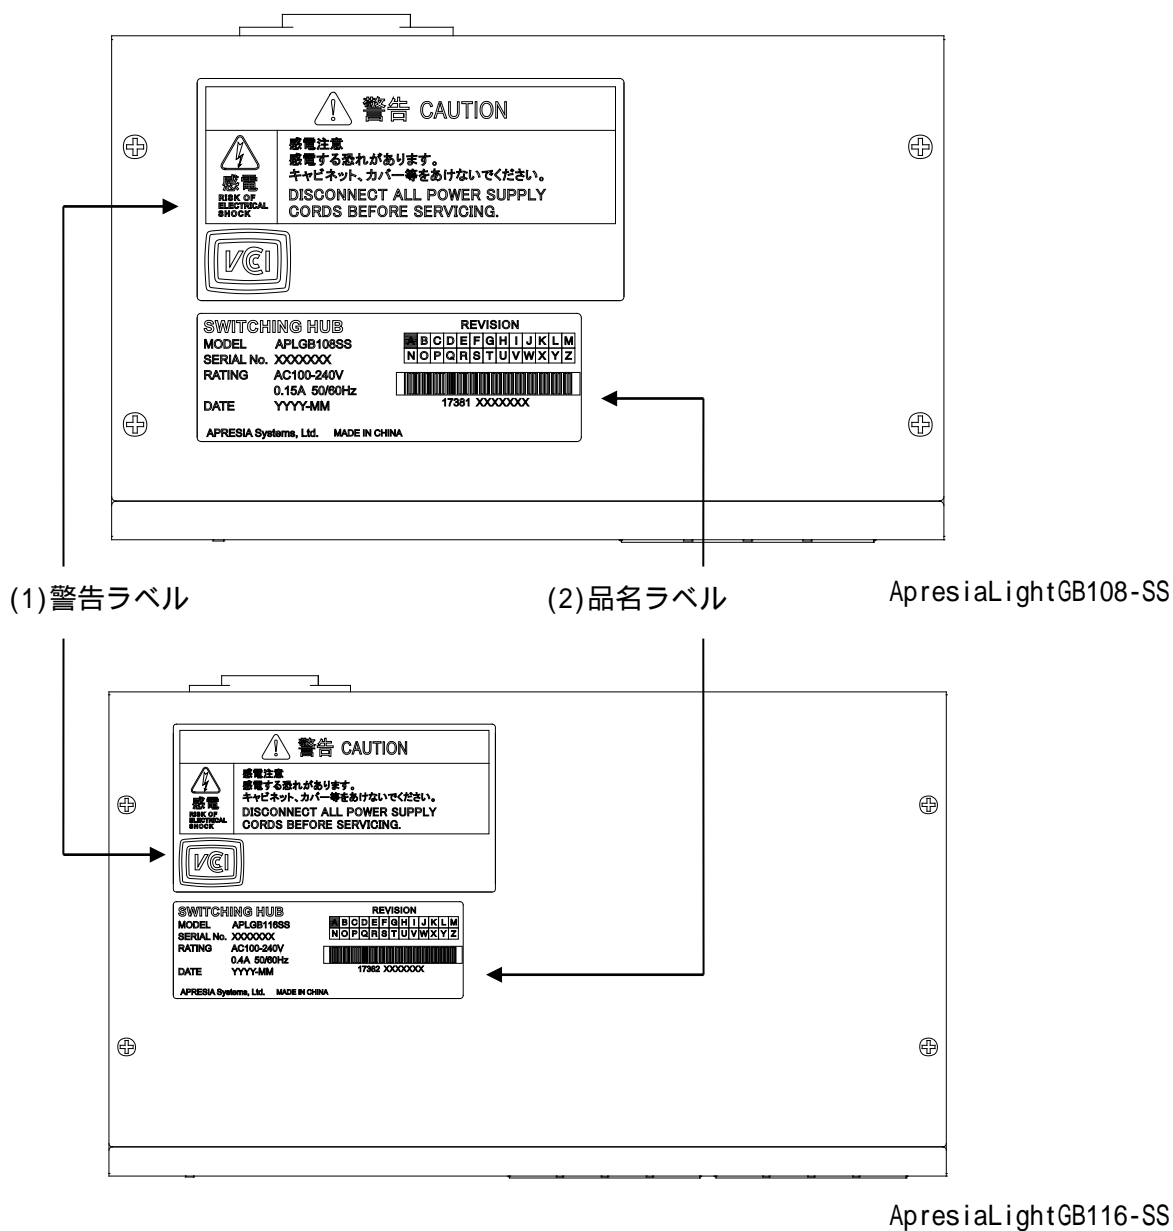 警告 CAUTION
感電
RISK OF
ELECTRICAL
SHOCK
感電注意
感電する恐れがあります。
キャビネット、カバー等をあけないでください。
DISCONNECT ALL POWER SUPPLY
CORDS BEFORE SERVICING.
VCCI
SWITCHING HUB
MODEL APLGB108SS
SERIAL No. XXXXXXX
RATING AC100-240V
0.15A 50/60Hz
DATE YYYY-MM
APRESIA Systems, Ltd. MADE IN CHINA
REVISION
A B C D E F G H I J K L M
N O P Q R S T U V W X Y Z
17381 XXXXXXX
(1)警告ラベル
(2)品名ラベル
ApresiaLightGB108-SS
警告 CAUTION
感電
RISK OF
ELECTRICAL
SHOCK
感電注意
感電する恐れがあります。
キャビネット、カバー等をあけないでください。
DISCONNECT ALL POWER SUPPLY
CORDS BEFORE SERVICING.
VCCI
SWITCHING HUB
MODEL APLGB116SS
SERIAL No. XXXXXXX
RATING AC100-240V
0.4A 50/60Hz
DATE YYYY-MM
APRESIA Systems, Ltd. MADE IN CHINA
REVISION
A B C D E F G H I J K L M
N O P Q R S T U V W X Y Z
17382 XXXXXXX
ApresiaLightGB116-SS